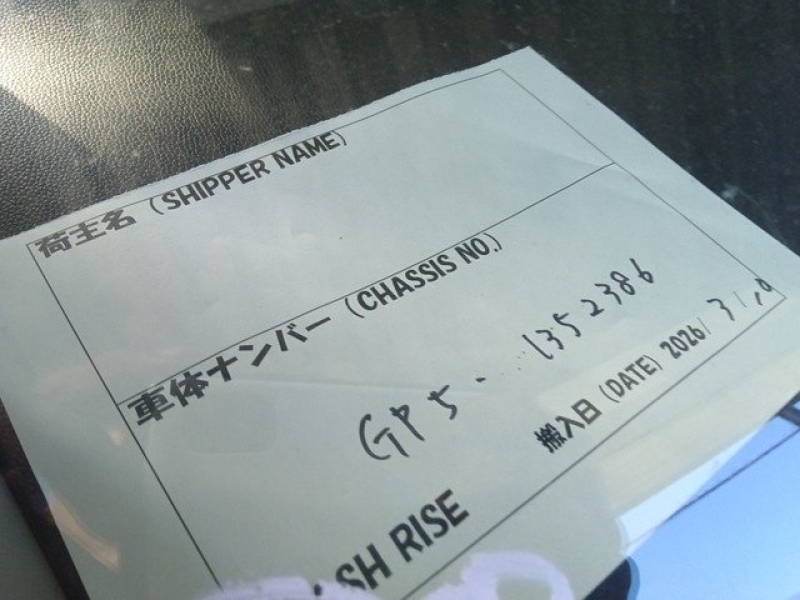 荷主名 (SHIPPER NAME)
車体ナンバー (CHASSIS NO.)
GP5- 1352386
搬入日 (DATE) 2026/3/
SH RISE